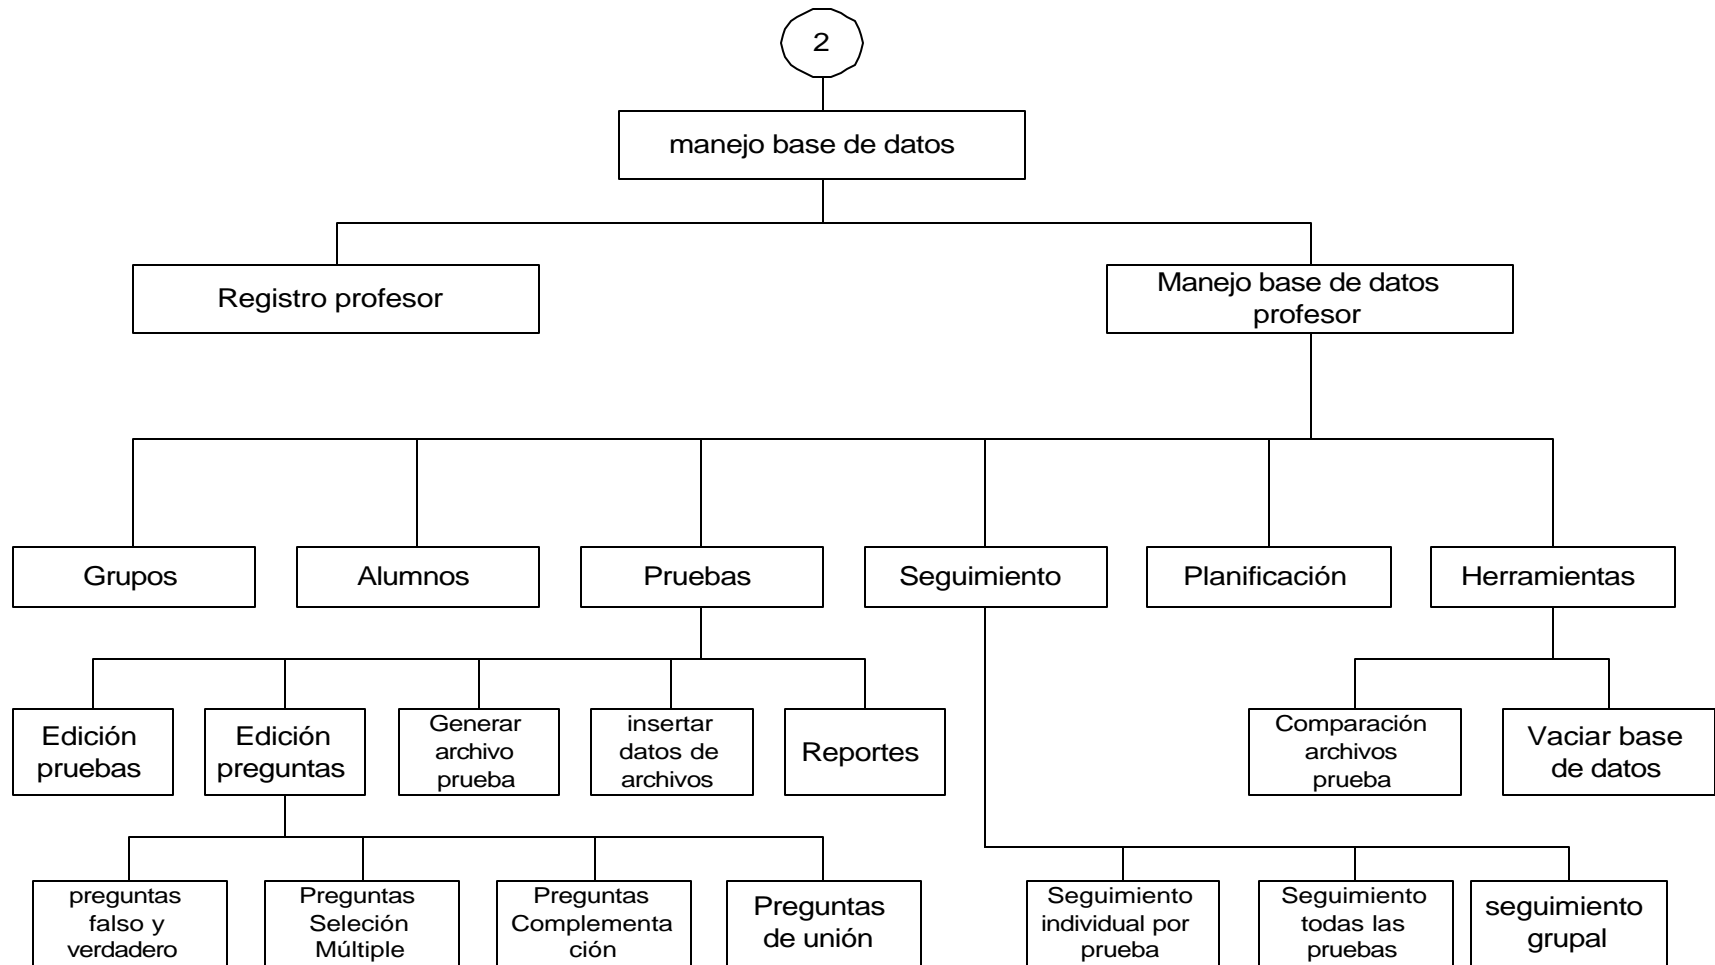 2
manejo base de datos
Registro profesor
Manejo base de datos
profesor
Grupos
Alumnos
Pruebas
Seguimiento
Planificación
Herramientas
Edición
pruebas
Edición
preguntas
Generar
archivo
prueba
insertar
datos de
archivos
Reportes
Comparación
archivos
prueba
Vaciar base
de datos
preguntas
falso y
verdadero
Preguntas
Seleción
Múltiple
Preguntas
Complementa
ción
Preguntas
de unión
Seguimiento
individual por
prueba
Seguimiento
todas las
pruebas
seguimiento
grupal